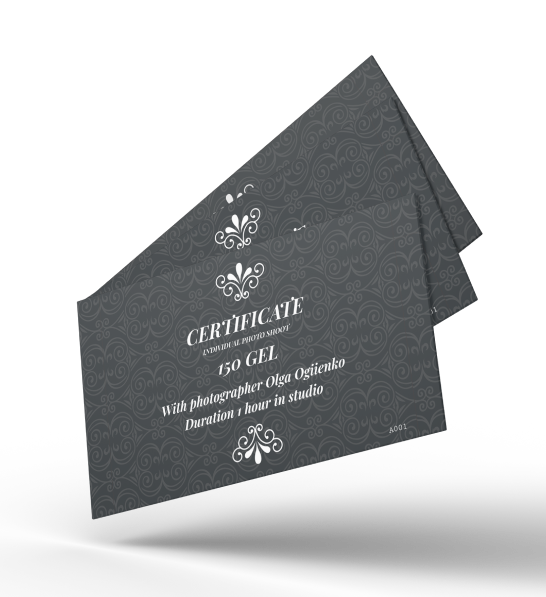 CERTIFICATE
INDIVIDUAL PHOTO SHOOT
150 GEL
With photographer Olga Ogiienko
Duration 1 hour in studio
A001